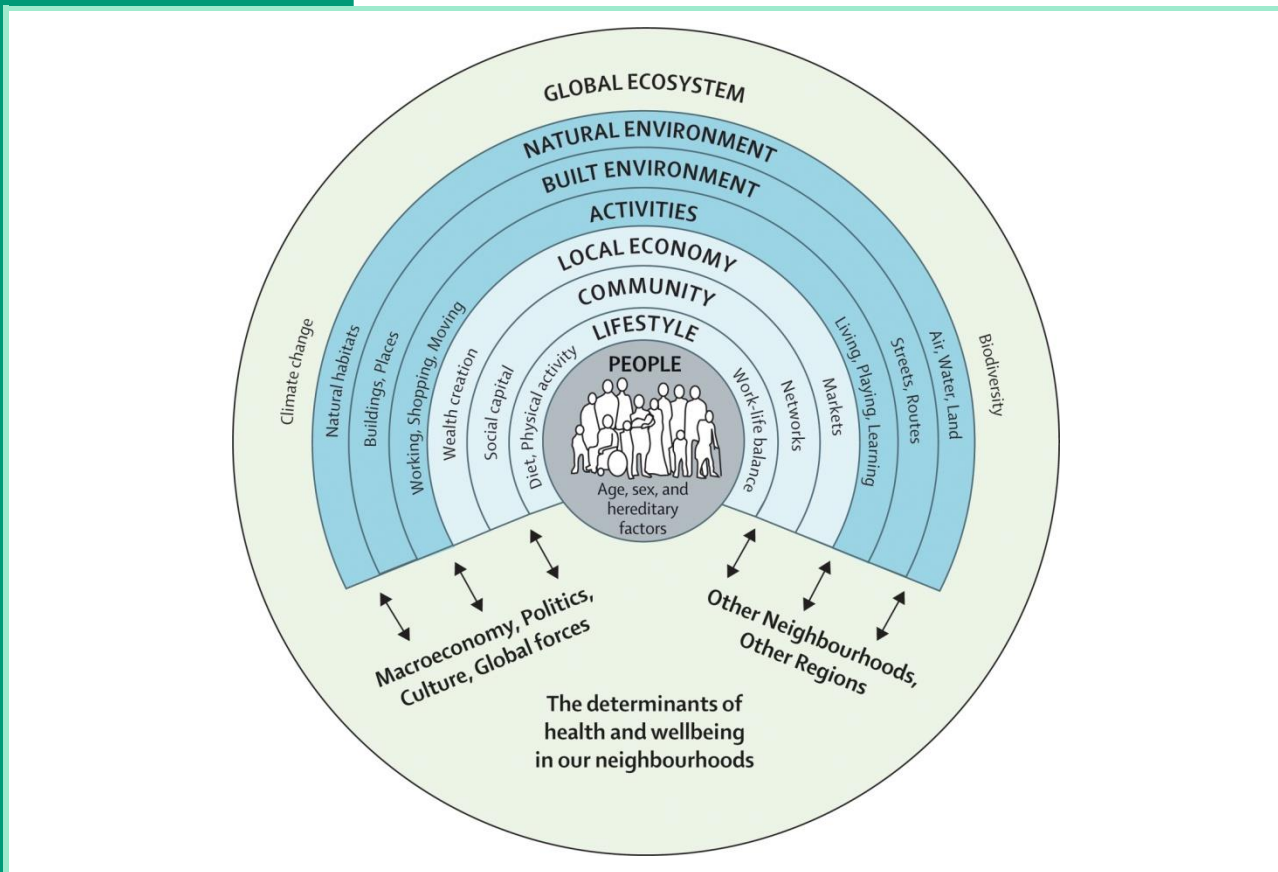 GLOBAL ECOSYSTEM
NATURAL ENVIRONMENT
BUILT ENVIRONMENT
ACTIVITIES
LOCAL ECONOMY
COMMUNITY
LIFESTYLE
PEOPLE
Age, sex, and
hereditary
factors
Climate change
Natural habitats
Buildings, Places
Working, Shopping, Moving
Wealth creation
Social capital
Diet, Physical activity
Work-life balance
Networks
Markets
Living, Playing, Learning
Streets, Routes
Air, Water, Land
Biodiversity
Macroeconomy, Politics,
Culture, Global forces
Other Neighbourhoods,
Other Regions
The determinants of
health and wellbeing
in our neighbourhoods